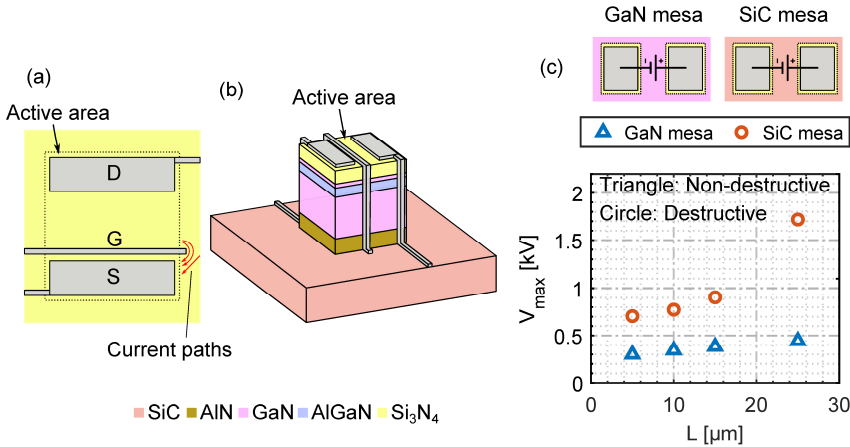 GaN mesa SiC mesa
(a)
(b)
(c)
Active area
D
G
S
Current paths
Active area
- + - +
GaN mesa SiC mesa
Triangle: Non-destructive
Circle: Destructive
2
1.5
1
0.5
0
Vmax [kV]
0 10 20 30
L [µm]
SiC AlN GaN AlGaN Si3N4